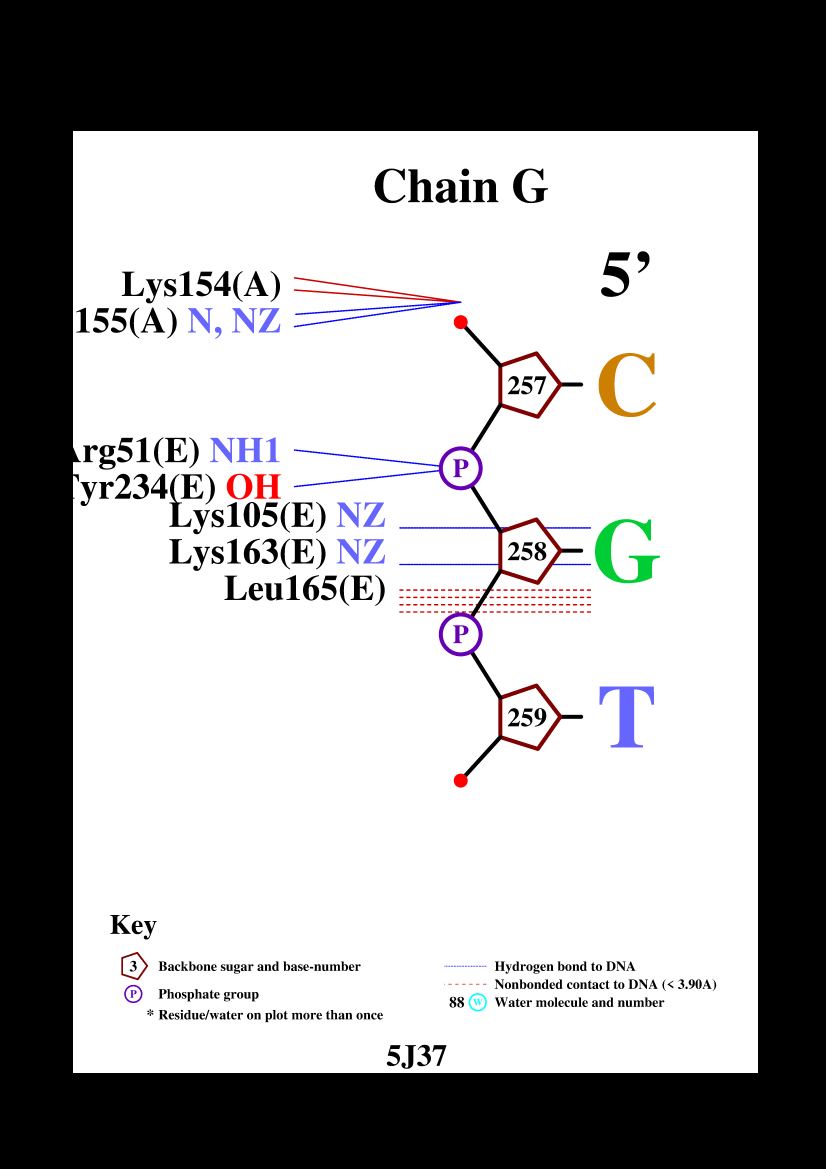 Chain G
5’
Lys154(A)
155(A) N, NZ
C
257
Arg51(E) NH1
P
Tyr234(E) OH
Lys105(E) NZ
G
258
Lys163(E) NZ
Leu165(E)
P
T
259
Key
3 Backbone sugar and base-number
P Phosphate group
* Residue/water on plot more than once
Hydrogen bond to DNA
Nonbonded contact to DNA (< 3.90A)
88 W Water molecule and number
5J37